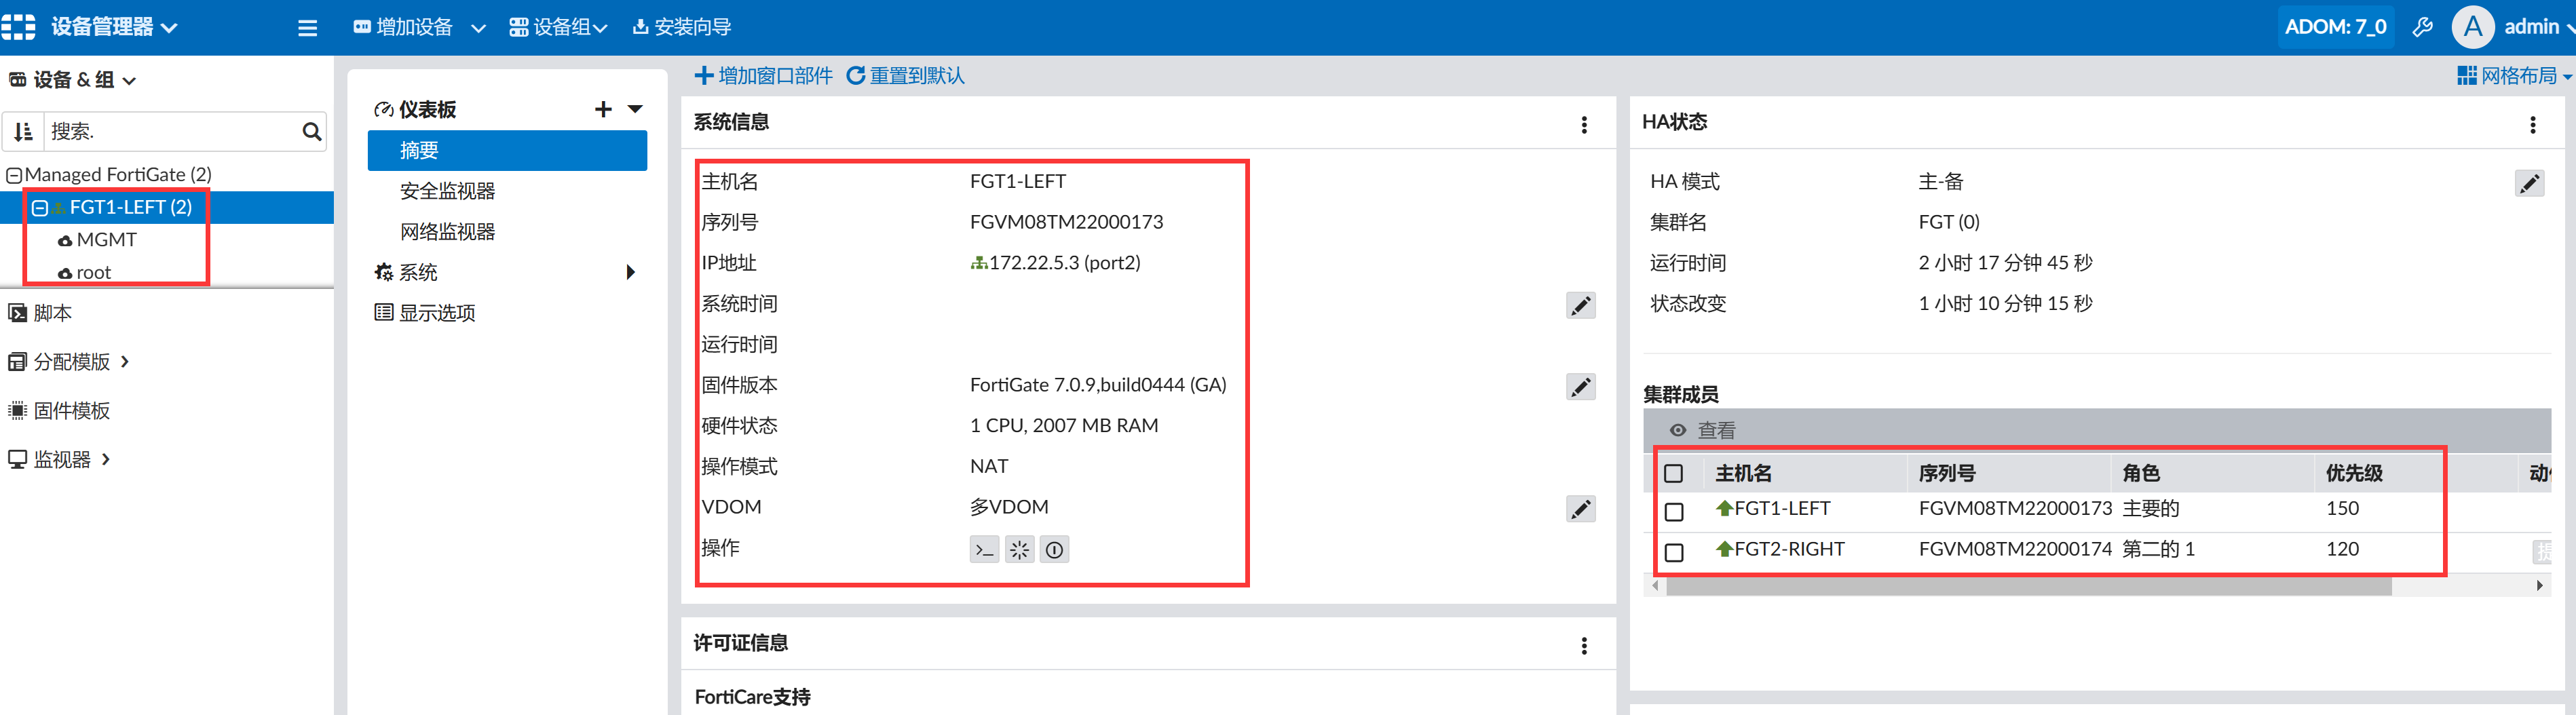 设备管理器
增加设备
设备组
安装向导
ADOM: 7_0
A
admin
设备 & 组
搜索.
Managed FortiGate (2)
FGT1-LEFT (2)
MGMT
root
脚本
分配模版
固件模板
监视器
仪表板
摘要
安全监视器
网络监视器
系统
显示选项
增加窗口部件
重置到默认
网格布局
系统信息
主机名 FGT1-LEFT
序列号 FGVM08TM22000173
IP地址 172.22.5.3 (port2)
系统时间
运行时间
固件版本 FortiGate 7.0.9,build0444 (GA)
硬件状态 1 CPU, 2007 MB RAM
操作模式 NAT
VDOM 多VDOM
操作
许可证信息
FortiCare支持
HA状态
HA 模式 主-备
集群名 FGT (0)
运行时间 2 小时 17 分钟 45 秒
状态改变 1 小时 10 分钟 15 秒
集群成员
查看
主机名 序列号 角色 优先级 动
FGT1-LEFT FGVM08TM22000173 主要的 150
FGT2-RIGHT FGVM08TM22000174 第二的 1 120